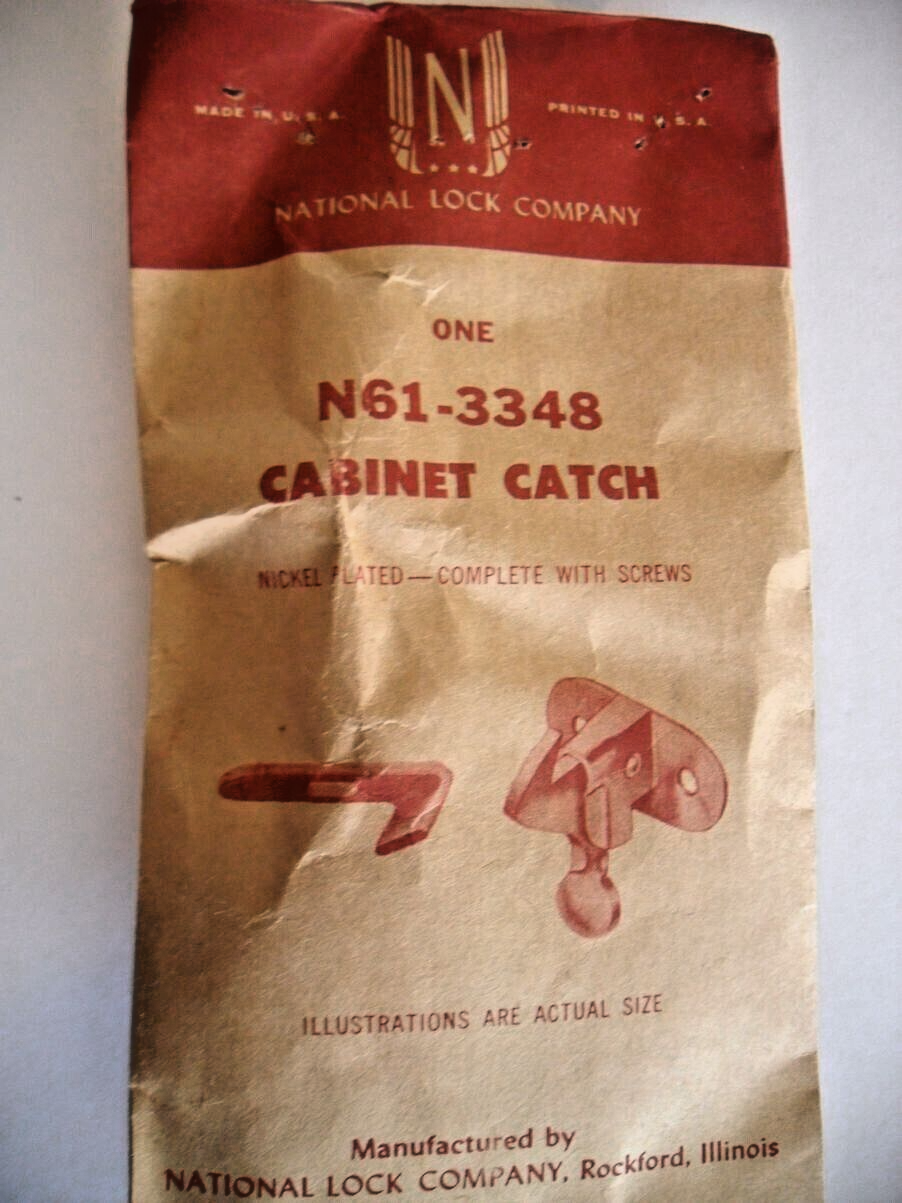 MADE IN U. S. A.
N
PRINTED IN U. S. A.
NATIONAL LOCK COMPANY
ONE
N61-3348
CABINET CATCH
NICKEL PLATED—COMPLETE WITH SCREWS
ILLUSTRATIONS ARE ACTUAL SIZE
Manufactured by
NATIONAL LOCK COMPANY, Rockford, Illinois